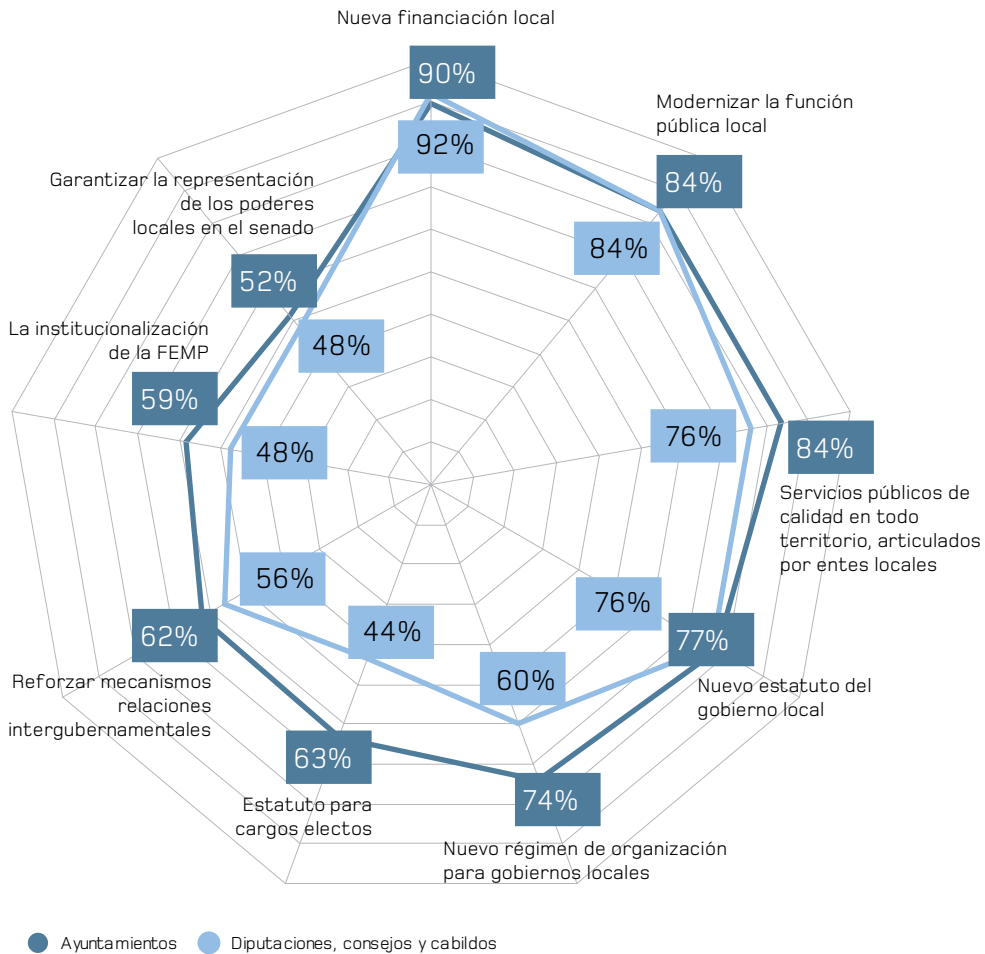 Nueva financiación local
90%
92%
Modernizar la función
pública local
84%
84%
Garantizar la representación
de los poderes
locales en el senado
52%
48%
La institucionalización
de la FEMP
59%
48%
76%
84%
Servicios públicos de
calidad en todo
territorio, articulados
por entes locales
56%
76%
62%
77%
Reforzar mecanismos
relaciones
intergubernamentales
44%
60%
Nuevo estatuto del
gobierno local
63%
Estatuto para
cargos electos
74%
Nuevo régimen de organización
para gobiernos locales
Ayuntamientos
Diputaciones, consejos y cabildos